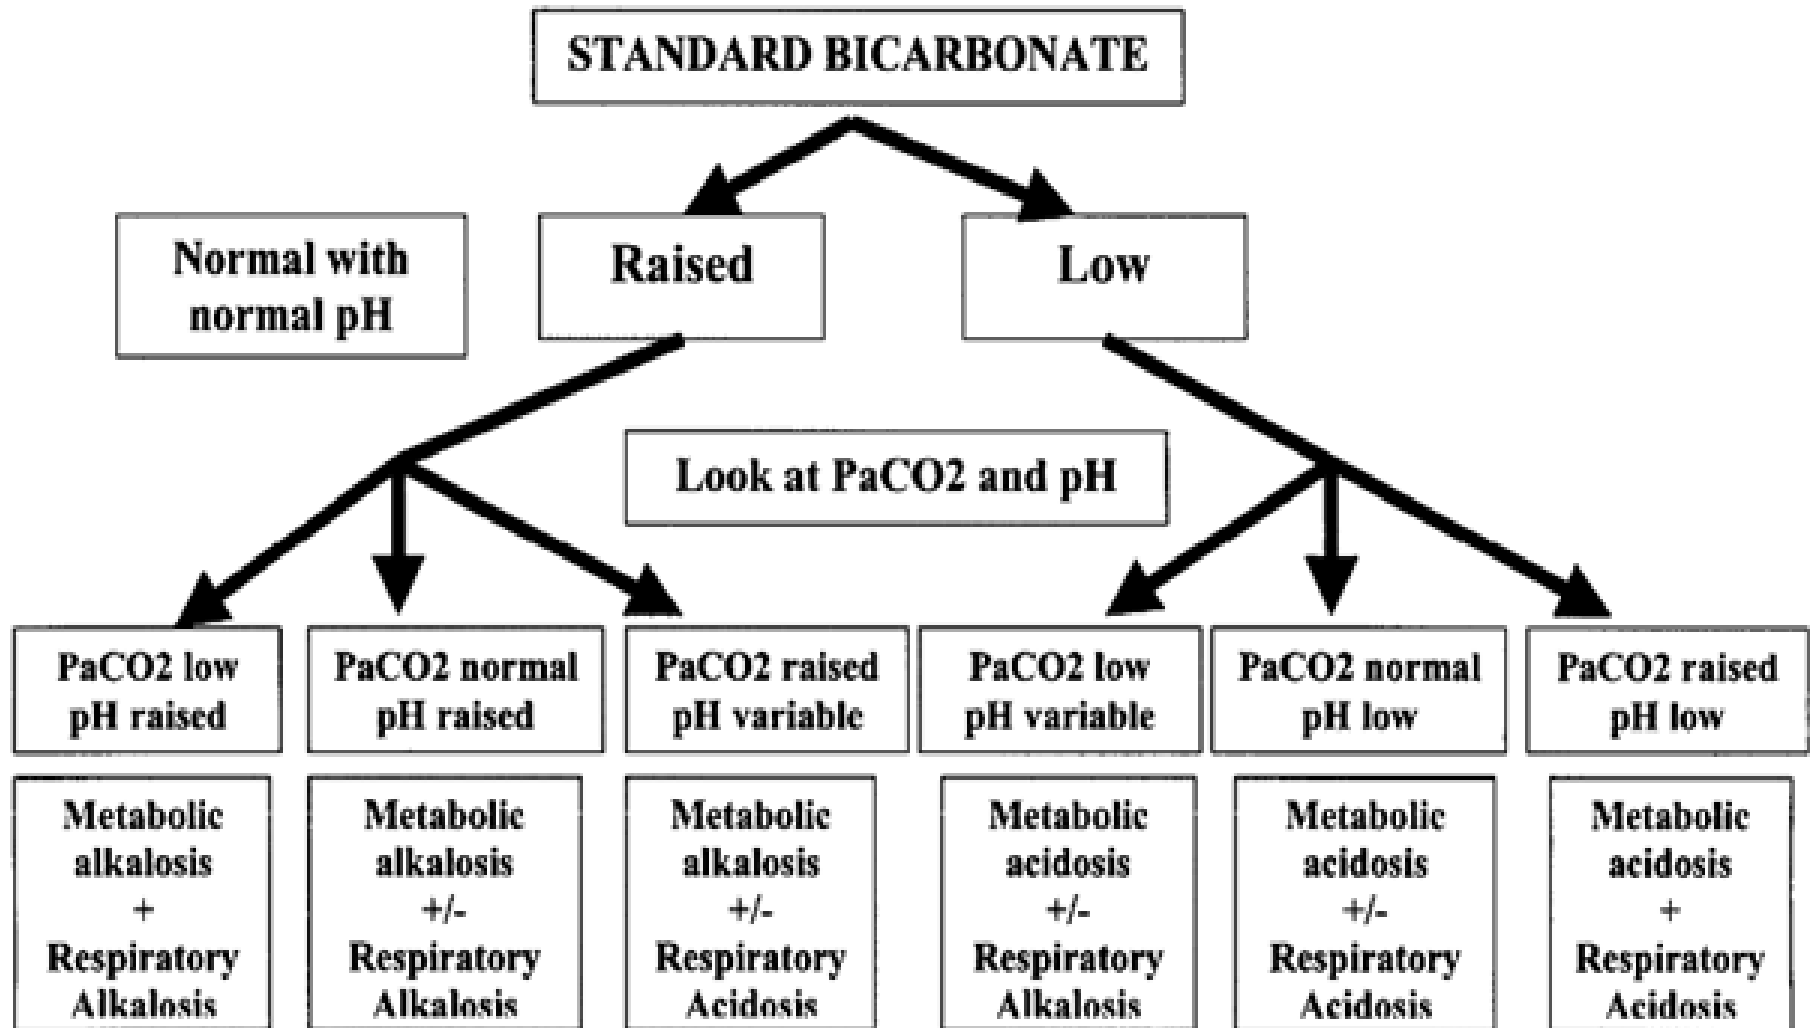 STANDARD BICARBONATE
Normal with
normal pH
Raised
Low
Look at PaCO2 and pH
PaCO2 low
pH raised
PaCO2 normal
pH raised
PaCO2 raised
pH variable
PaCO2 low
pH variable
PaCO2 normal
pH low
PaCO2 raised
pH low
Metabolic
alkalosis
+
Respiratory
Alkalosis
Metabolic
alkalosis
+/-
Respiratory
Alkalosis
Metabolic
alkalosis
+/-
Respiratory
Acidosis
Metabolic
acidosis
+/-
Respiratory
Alkalosis
Metabolic
acidosis
+/-
Respiratory
Acidosis
Metabolic
acidosis
+
Respiratory
Acidosis